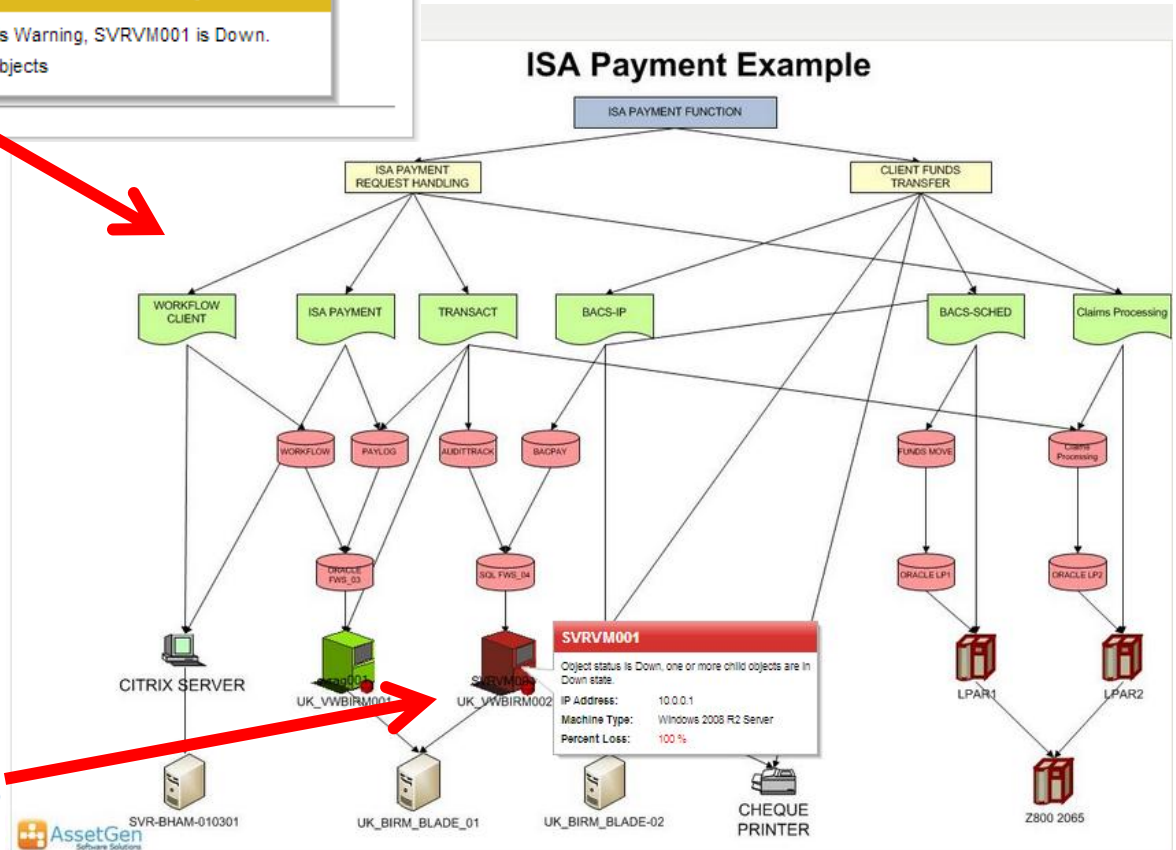 s Warning, SVRVM001 is Down.
bjects
ISA Payment Example
ISA PAYMENT FUNCTION
ISA PAYMENT
REQUEST HANDLING
CLIENT FUNDS
TRANSFER
WORKFLOW
CLIENT
ISA PAYMENT
TRANSACT
BACS-IP
BACS-SCHED
Claims Processing
WORKFLOW
PAYLOG
AUDITTRACK
BACPAY
FUNDS MOVE
Claims
Processing
ORACLE
FWS_03
SQL FWS_04
ORACLE LP1
ORACLE LP2
SVRVM001
Object status is Down, one or more child objects are in
Down state.
IP Address: 10.0.0.1
Machine Type: Windows 2008 R2 Server
Percent Loss: 100 %
CITRIX SERVER
UK_VWBIRM001
UK_VWBIRM002
LPAR1
LPAR2
SVR-BHAM-010301
UK_BIRM_BLADE_01
UK_BIRM_BLADE-02
CHEQUE
PRINTER
Z800 2065
AssetGen
Software Solutions